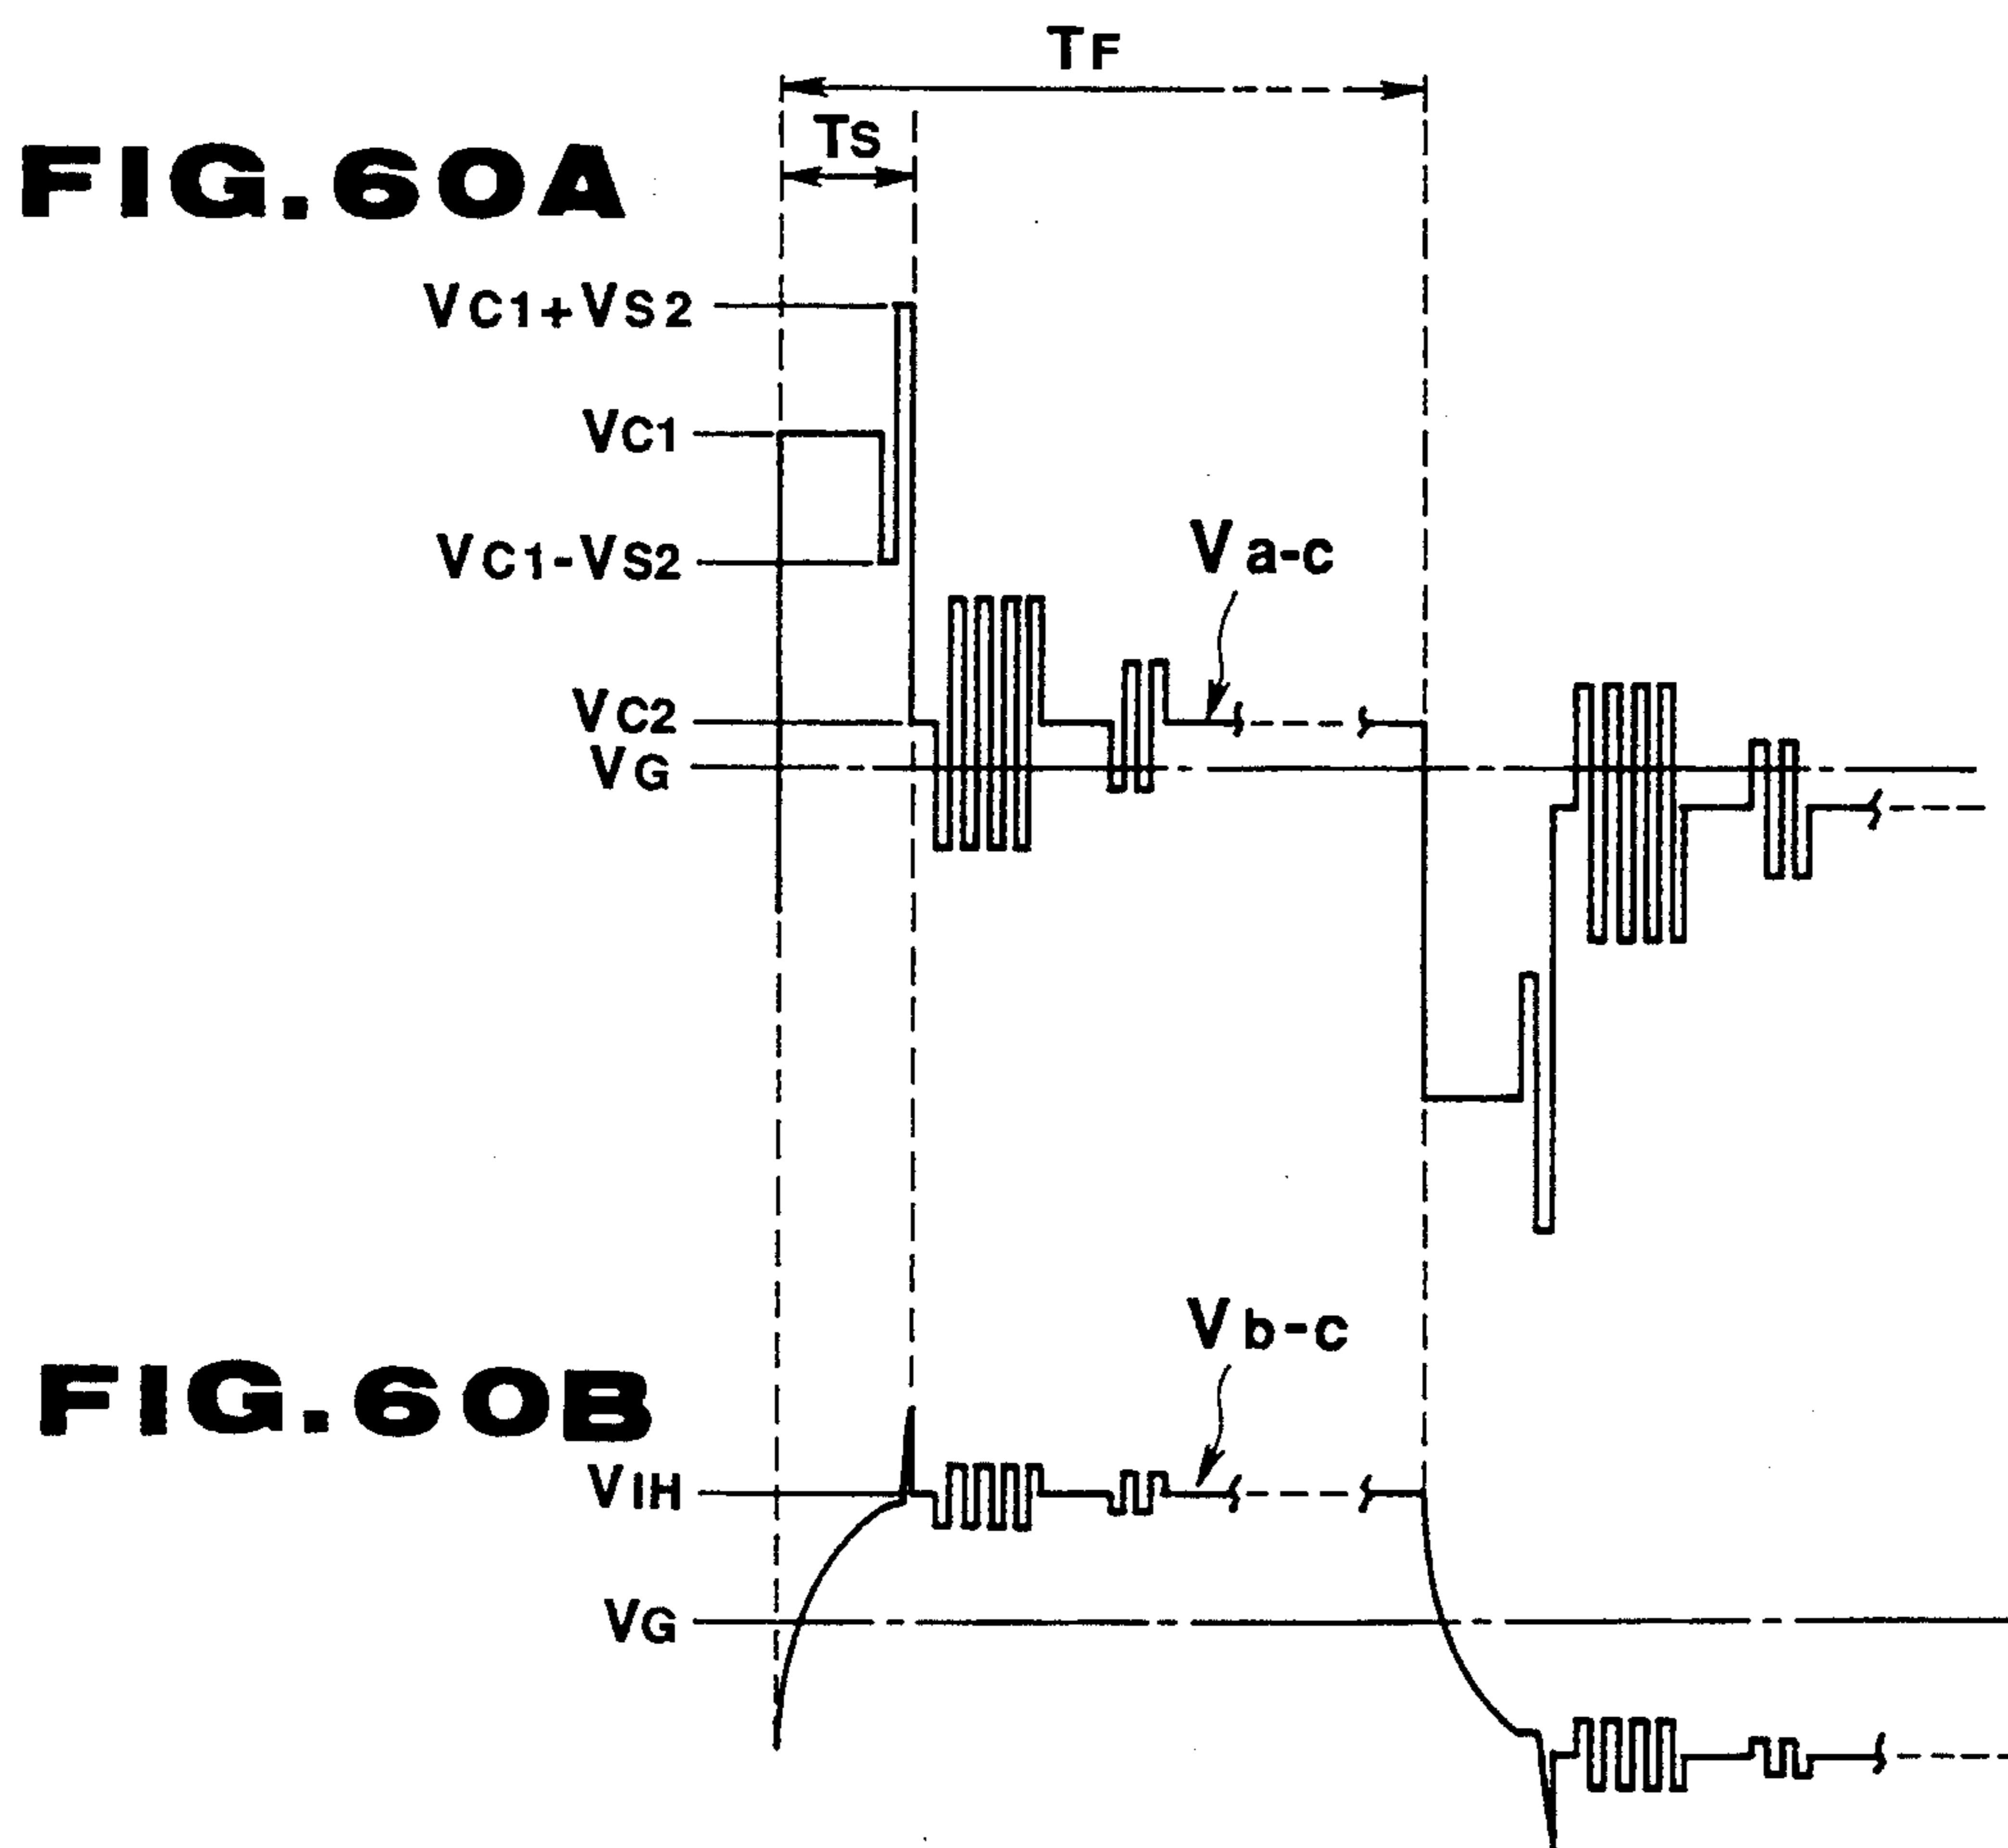 TF
TS
FIG.60A
VC1+VS2
VC1
VC1-VS2
Va-c
VC2
VG
Vb-c
FIG.60B
VIH
VG